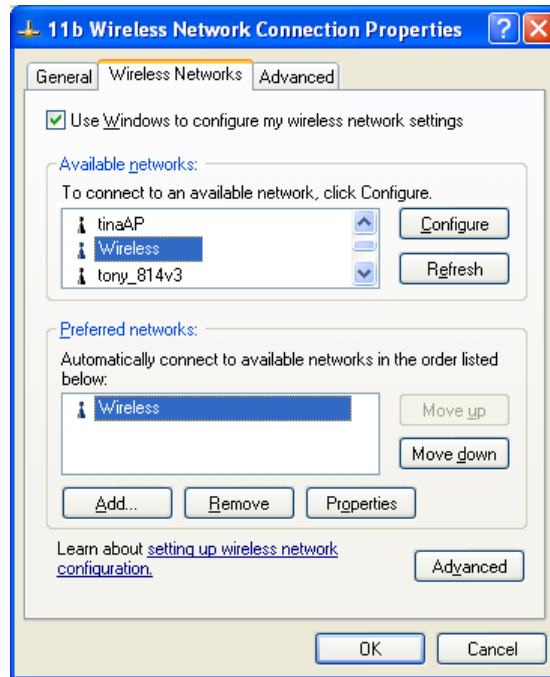 11b Wireless Network Connection Properties
General Wireless Networks Advanced
Use Windows to configure my wireless network settings
Available networks:
To connect to an available network, click Configure.
tinaAP
Wireless
tony_814v3
Configure
Refresh
Preferred networks:
Automatically connect to available networks in the order listed
below:
Wireless
Move up
Move down
Add... Remove Properties
Learn about setting up wireless network
configuration.
Advanced
OK Cancel